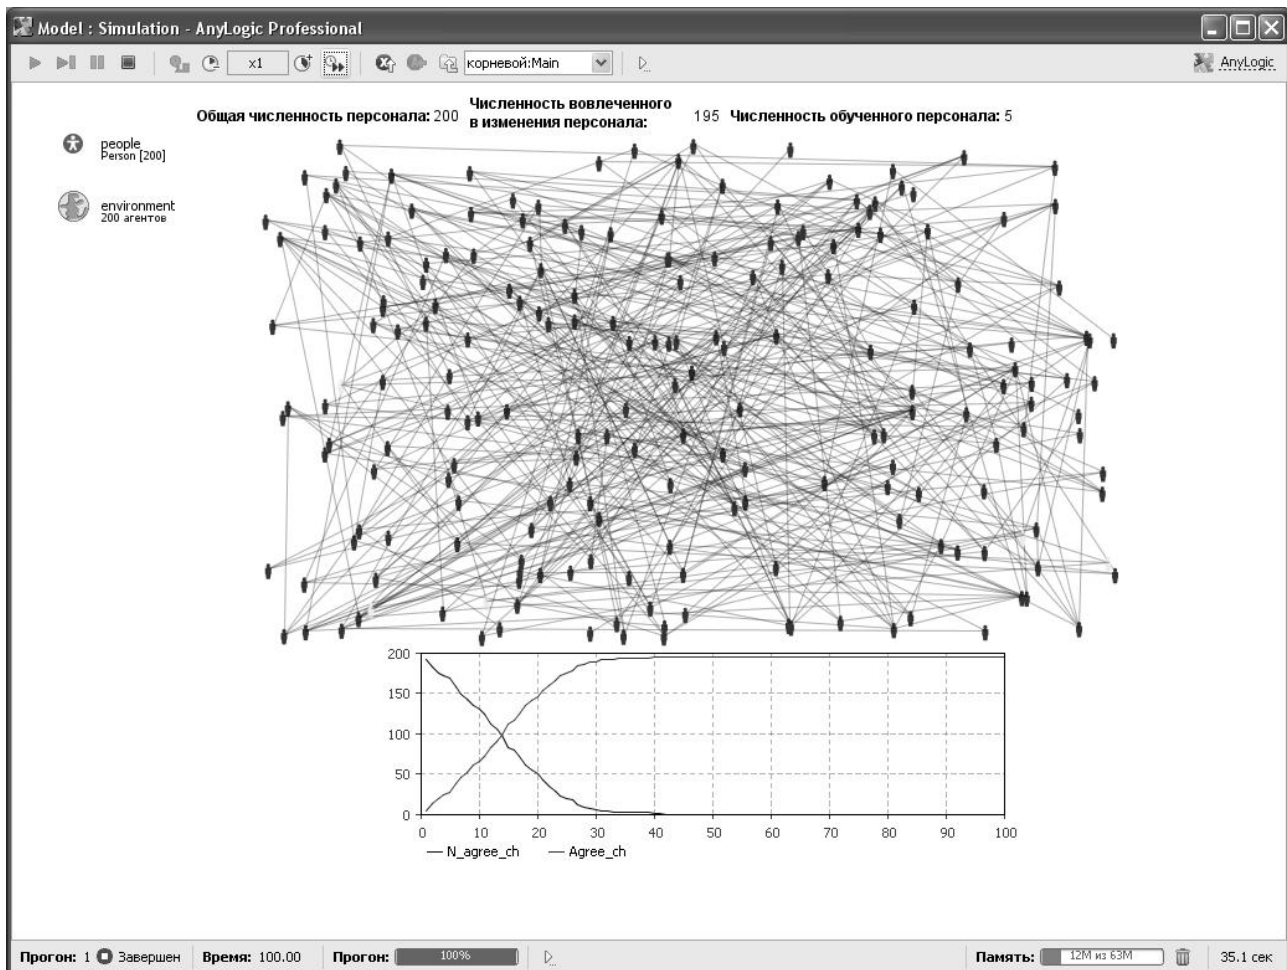 Model : Simulation - AnyLogic Professional
x1
корневой:Main
AnyLogic
Общая численность персонала: 200
Численность вовлеченного
в изменения персонала: 195
Численность обученного персонала: 5
people
Person [200]
environment
200 агентов
200
150
100
50
0
0 10 20 30 40 50 60 70 80 90 100
N_agree_ch Agree_ch
Прогон: 1 Завершен Время: 100.00 Прогон: 100% Память: 12М из 63М 35.1 сек